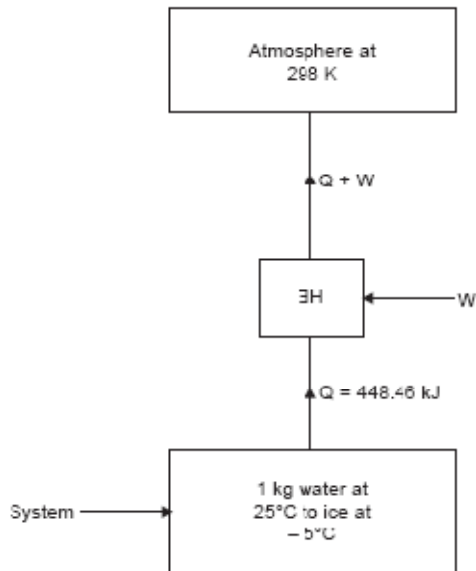 Atmosphere at
298 K
Q + W
ƎH
W
Q = 448.46 kJ
System
1 kg water at
25°C to ice at
– 5°C